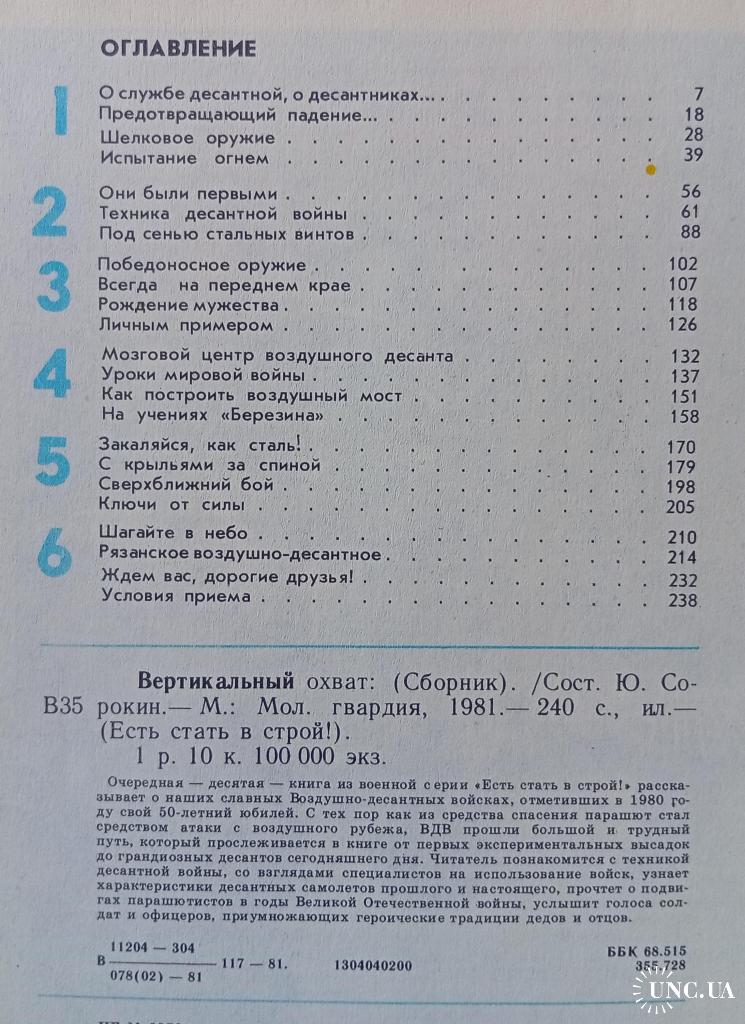 ОГЛАВЛЕНИЕ
1
О службе десантной, о десантниках... . . . . . . . . . . 7
Предотвращающий падение... . . . . . . . . . . . 18
Шелковое оружие . . . . . . . . . . . . . . 28
Испытание огнем . . . . . . . . . . . . . . 39
2
Они были первыми . . . . . . . . . . . . . . 56
Техника десантной войны . . . . . . . . . . . 61
Под сенью стальных винтов . . . . . . . . . . . 88
3
Победоносное оружие . . . . . . . . . . . . . 102
Всегда на переднем крае . . . . . . . . . . . 107
Рождение мужества . . . . . . . . . . . . . . 118
Личным примером . . . . . . . . . . . . . . 126
4
Мозговой центр воздушного десанта . . . . . . . . 132
Уроки мировой войны . . . . . . . . . . . . . 137
Как построить воздушный мост . . . . . . . . . 151
На учениях «Березина» . . . . . . . . . . . . 158
5
Закаляйся, как сталь! . . . . . . . . . . . . . 170
С крыльями за спиной . . . . . . . . . . . . 179
Сверхближний бой . . . . . . . . . . . . . . 198
Ключи от силы . . . . . . . . . . . . . . . 205
6
Шагайте в небо . . . . . . . . . . . . . . . 210
Рязанское воздушно-десантное . . . . . . . . . . 214
Ждем вас, дорогие друзья! . . . . . . . . . . . 232
Условия приема . . . . . . . . . . . . . . . 238
Вертикальный охват: (Сборник). /Сост. Ю. Со-
В35 рокин.— М.: Мол. гвардия, 1981.— 240 с., ил.—
(Есть стать в строй!).
1 р. 10 к. 100 000 экз.
Очередная — десятая — книга из военной серии «Есть стать в строй!» расска-
зывает о наших славных Воздушно-десантных войсках, отметивших в 1980 го-
ду свой 50-летний юбилей. С тех пор как из средства спасения парашют стал
средством атаки с воздушного рубежа, ВДВ прошли большой и трудный
путь, который прослеживается в книге от первых экспериментальных высадок
до грандиозных десантов сегодняшнего дня. Читатель познакомится с техникой
десантной войны, со взглядами специалистов на использование войск, узнает
характеристики десантных самолетов прошлого и настоящего, прочтет о подви-
гах парашютистов в годы Великой Отечественной войны, услышит голоса сол-
дат и офицеров, приумножающих героические традиции дедов и отцов.
11204 — 304
В 117 — 81. 1304040200
078(02) — 81
ББК 68.515
355.728
UNC.UA